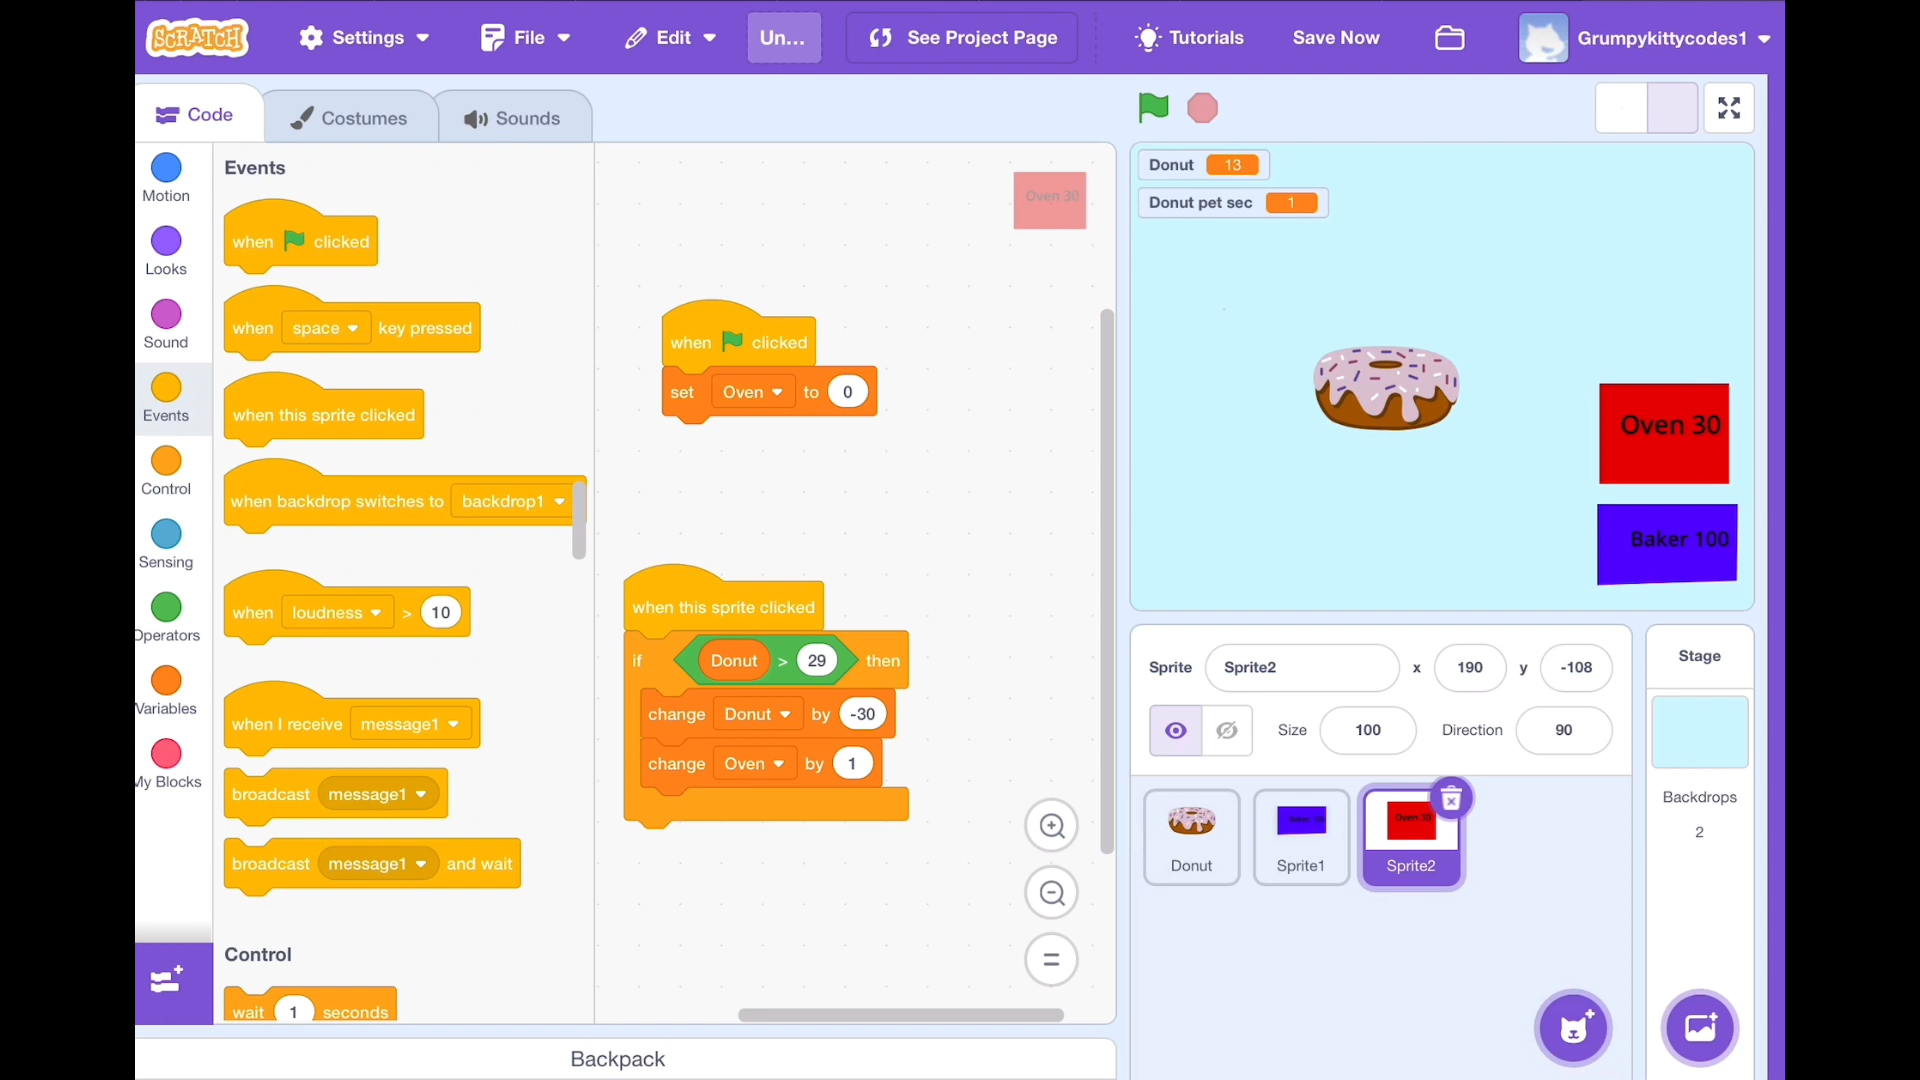 SCRATCH Settings File Edit Un... See Project Page Tutorials Save Now Grumpykittycodes1
Code Costumes Sounds
Motion
Looks
Sound
Events
Control
Sensing
Operators
Variables
My Blocks
Events
when clicked
when space key pressed
when this sprite clicked
when backdrop switches to backdrop1
when loudness > 10
when I receive message1
broadcast message1
broadcast message1 and wait
Control
wait 1 seconds
Oven 30
when clicked
set Oven to 0
when this sprite clicked
if Donut > 29 then
change Donut by -30
change Oven by 1
Backpack
Donut 13
Donut pet sec 1
Oven 30
Baker 100
Sprite Sprite2 x 190 y -108
Size 100 Direction 90
Donut
Baker 100
Sprite1
Oven 30
Sprite2
Stage
Backdrops
2